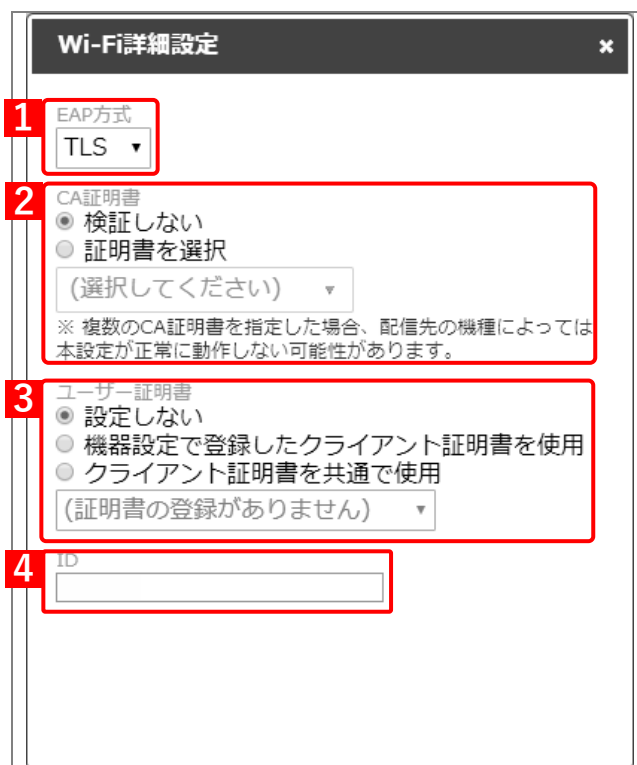 Wi-Fi詳細設定 ×
1
EAP方式
TLS
2
CA証明書
検証しない
証明書を選択
(選択してください)
※ 複数のCA証明書を指定した場合、配信先の機種によっては
本設定が正常に動作しない可能性があります。
3
ユーザー証明書
設定しない
機器設定で登録したクライアント証明書を使用
クライアント証明書を共通で使用
(証明書の登録がありません)
4
ID